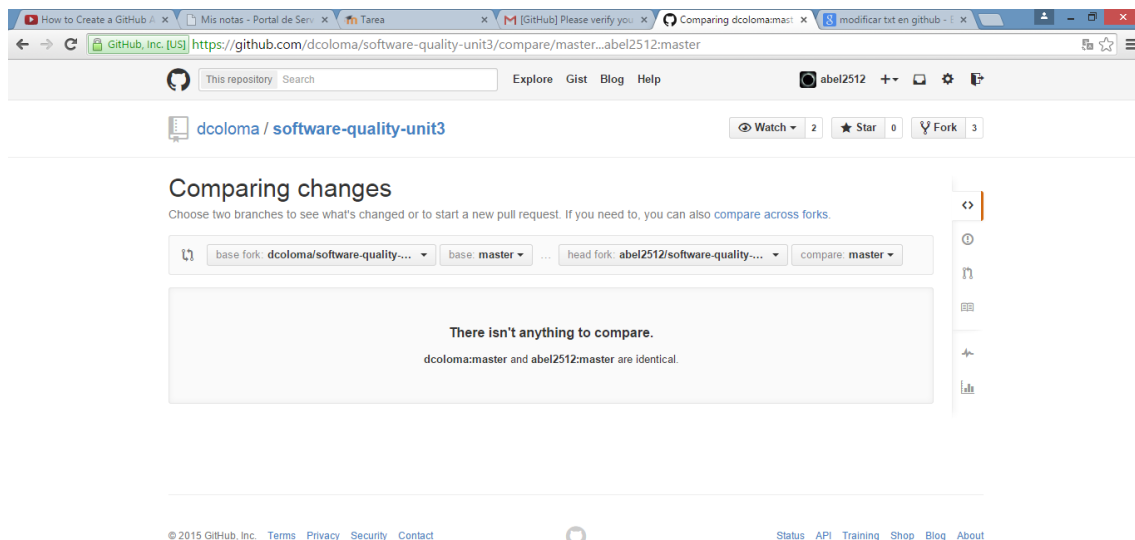 How to Create a GitHub A
Mis notas - Portal de Serv
Tarea
[GitHub] Please verify you
Comparing dcoloma:mast
modificar txt en github - 
GitHub, Inc. [US] https://github.com/dcoloma/software-quality-unit3/compare/master...abel2512:master
This repository Search Explore Gist Blog Help abel2512
dcoloma / software-quality-unit3 Watch 2 Star 0 Fork 3
Comparing changes
Choose two branches to see what's changed or to start a new pull request. If you need to, you can also compare across forks.
base fork: dcoloma/software-quality-... base: master ... head fork: abel2512/software-quality-... compare: master
There isn't anything to compare.
dcoloma:master and abel2512:master are identical.
© 2015 GitHub, Inc. Terms Privacy Security Contact Status API Training Shop Blog About